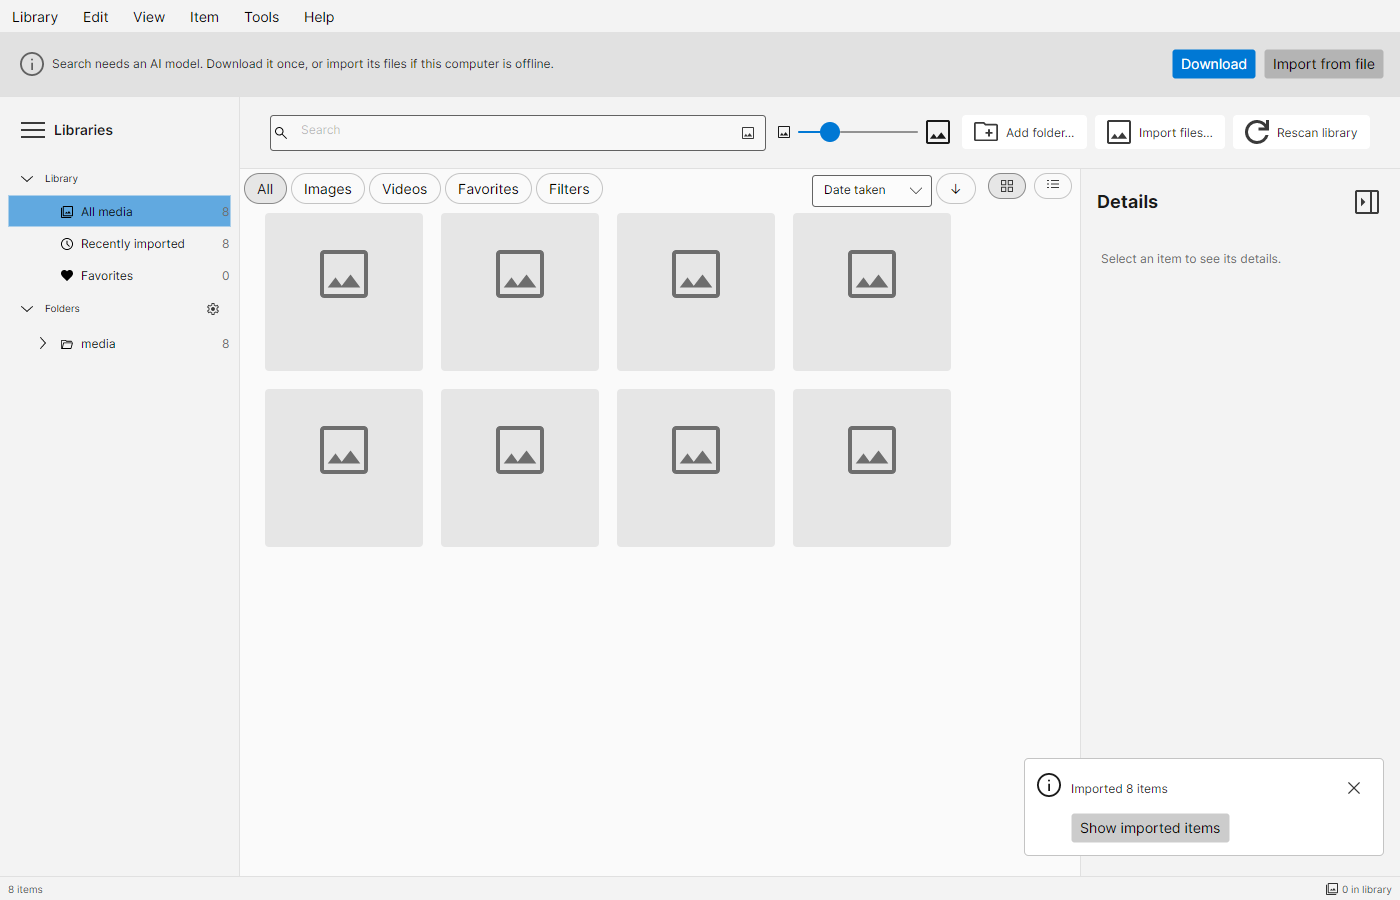 Library Edit View Item Tools Help
Search needs an AI model. Download it once, or import its files if this computer is offline.
Download
Import from file
Libraries
Search
Add folder...
Import files...
Rescan library
Library
All media 8
Recently imported 8
Favorites 0
Folders
media 8
All
Images
Videos
Favorites
Filters
Date taken
Details
Select an item to see its details.
Imported 8 items
Show imported items
8 items
0 in library